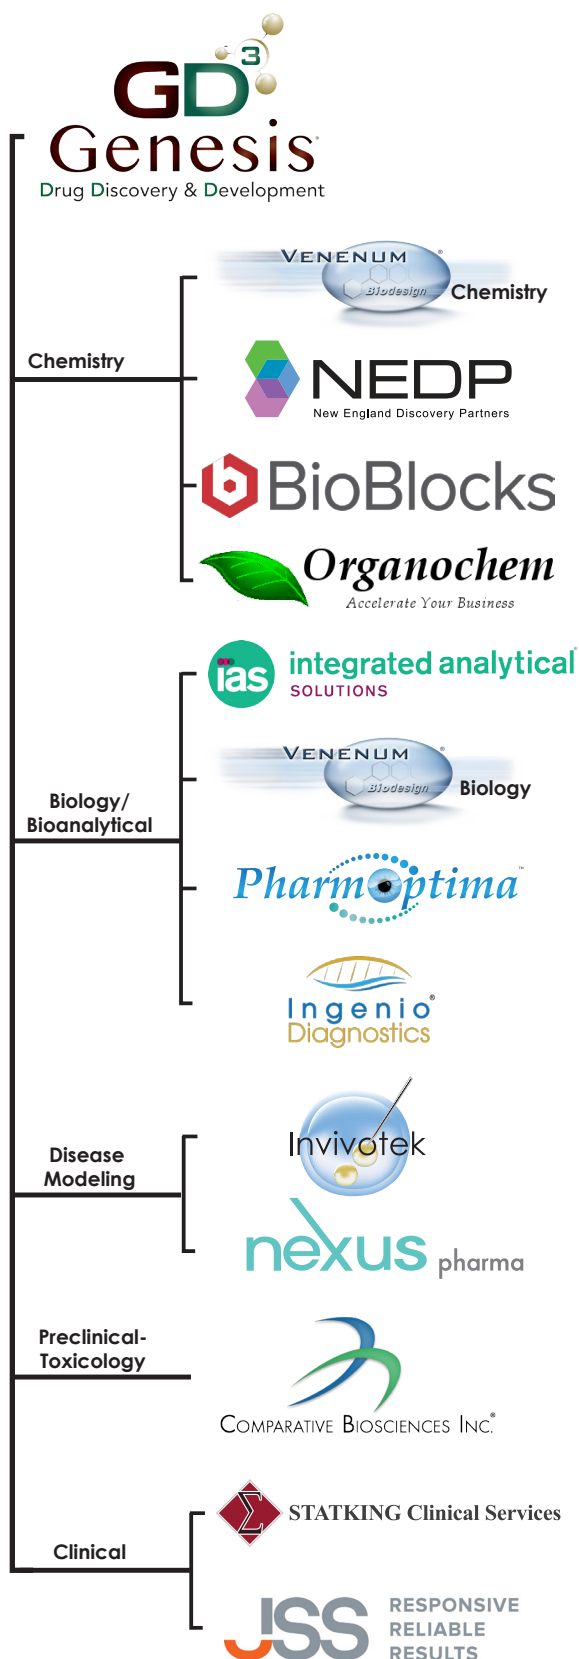 GD3
Genesis
Drug Discovery & Development
Chemistry
VENENUM®
Biodesign Chemistry
NEDP
New England Discovery Partners
b BioBlocks
Organochem
Accelerate Your Business
Biology/
Bioanalytical
ias integrated analytical
SOLUTIONS
VENENUM®
Biodesign Biology
PharmOptima™
Ingenio®
Diagnostics
Disease
Modeling
Invivotek
nexus pharma
Preclinical-
Toxicology
COMPARATIVE BIOSCIENCES INC.®
Clinical
Σ STATKING Clinical Services
JSS RESPONSIVE
RELIABLE
RESULTS